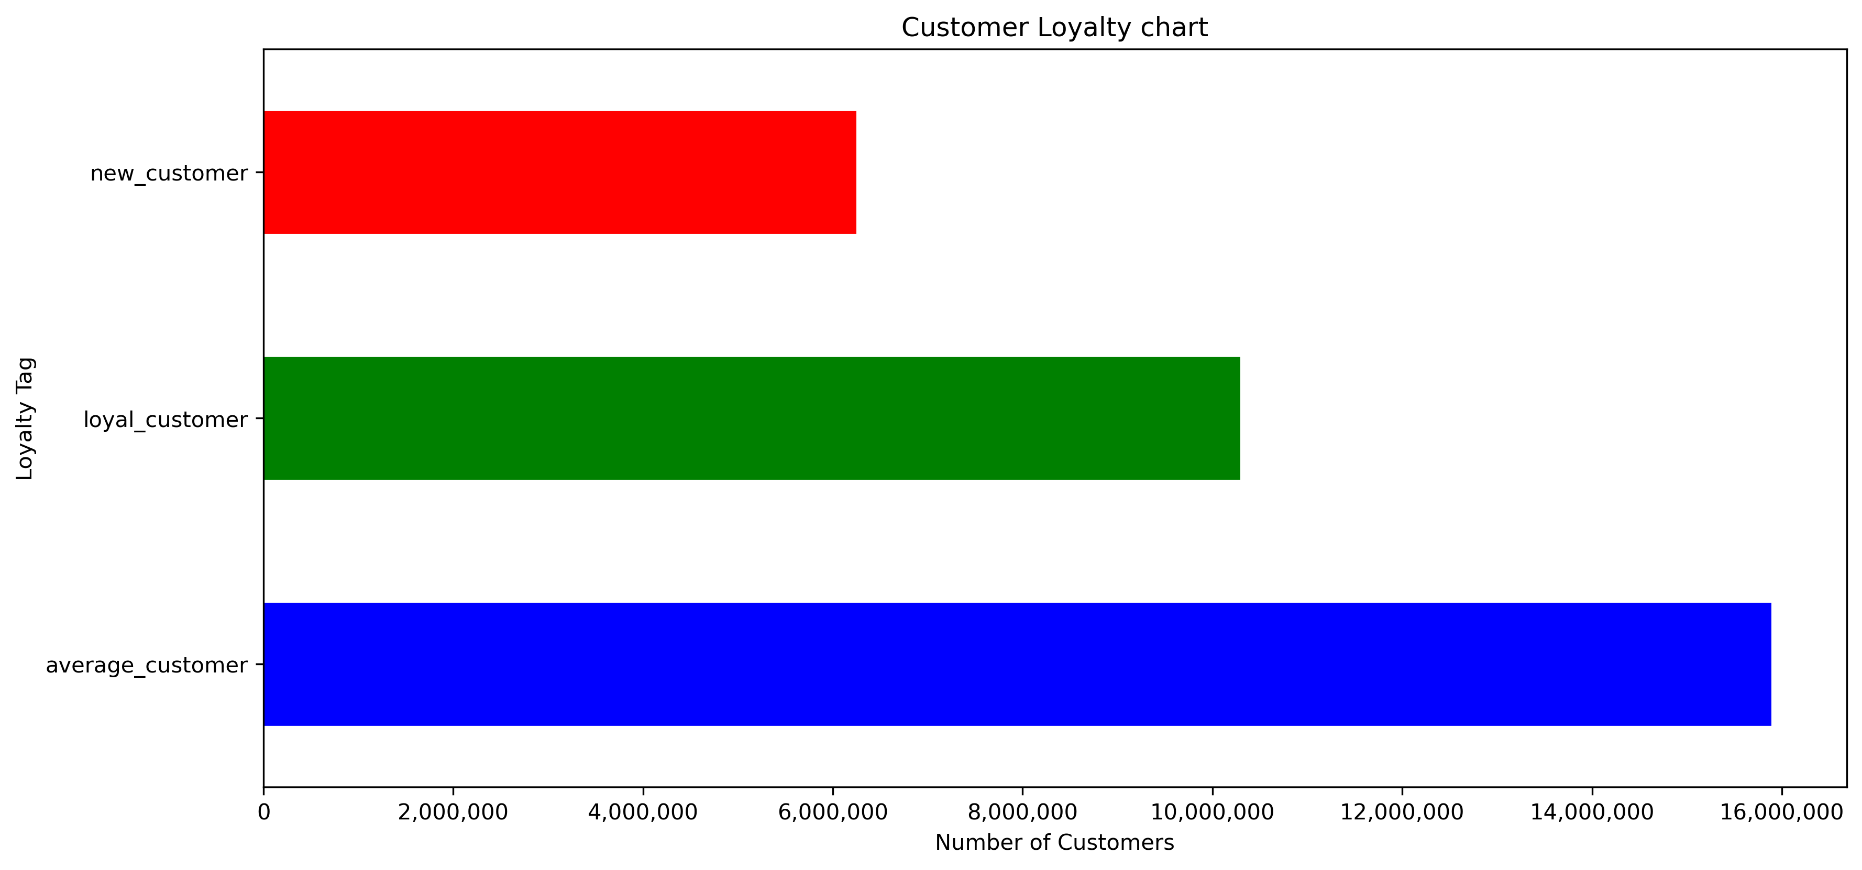 Customer Loyalty chart
new_customer
loyal_customer
average_customer
Loyalty Tag
0 2,000,000 4,000,000 6,000,000 8,000,000 10,000,000 12,000,000 14,000,000 16,000,000
Number of Customers